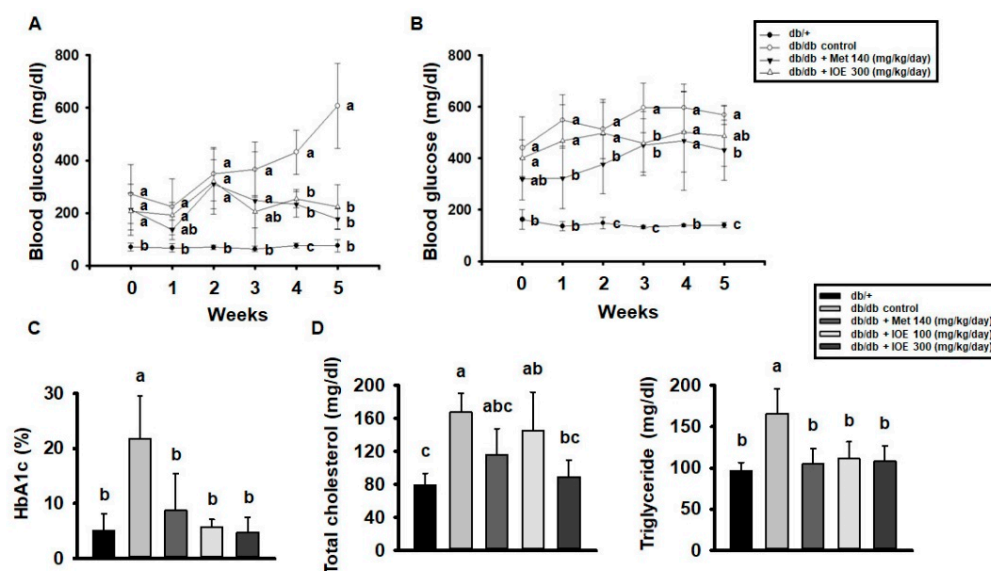 A
Blood glucose (mg/dl)
800
600
400
200
0
a
a
a
a
a
a
a
a
a
a
a
a
ab
ab
b
b
b
b
b
b
b
c
b
b
0 1 2 3 4 5
Weeks
B
Blood glucose (mg/dl)
800
600
400
200
0
a
a
a
a
a
a
a
a
a
b
a
ab
ab
b
b
b
a
b
b
b
c
c
b
c
0 1 2 3 4 5
Weeks
db/+
db/db control
db/db + Met 140 (mg/kg/day)
db/db + IOE 300 (mg/kg/day)
db/+
db/db control
db/db + Met 140 (mg/kg/day)
db/db + IOE 100 (mg/kg/day)
db/db + IOE 300 (mg/kg/day)
C
HbA1c (%)
30
20
10
0
b
a
b
b
b
D
Total cholesterol (mg/dl)
200
160
120
80
40
0
c
a
abc
ab
bc
Triglyceride (mg/dl)
200
150
100
50
0
b
a
b
b
b